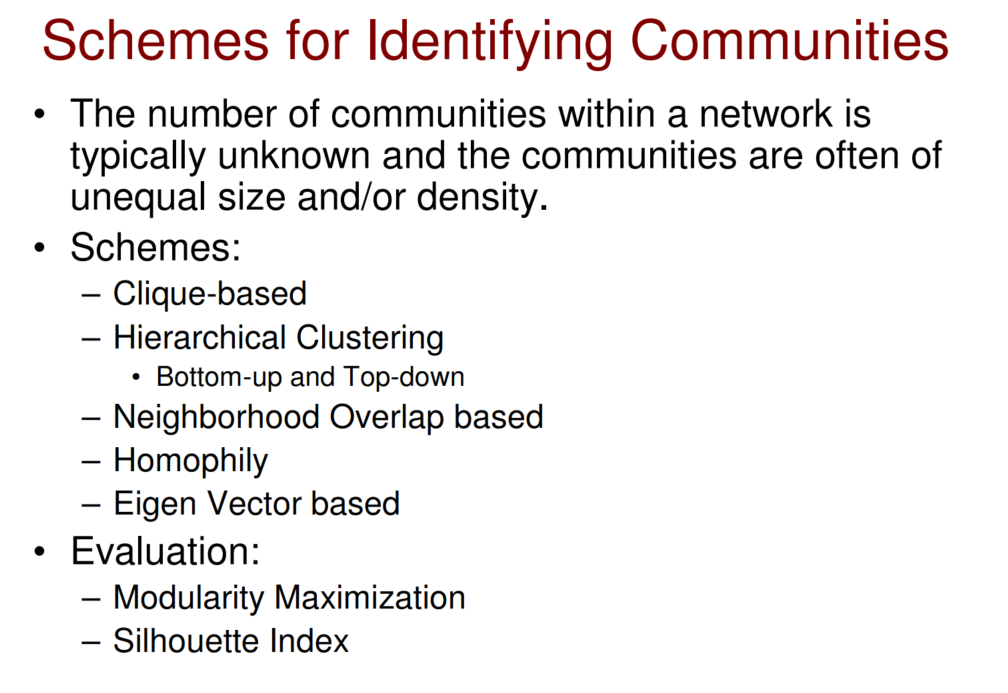 Schemes for Identifying Communities
• The number of communities within a network is
typically unknown and the communities are often of
unequal size and/or density.
• Schemes:
– Clique-based
– Hierarchical Clustering
• Bottom-up and Top-down
– Neighborhood Overlap based
– Homophily
– Eigen Vector based
• Evaluation:
– Modularity Maximization
– Silhouette Index